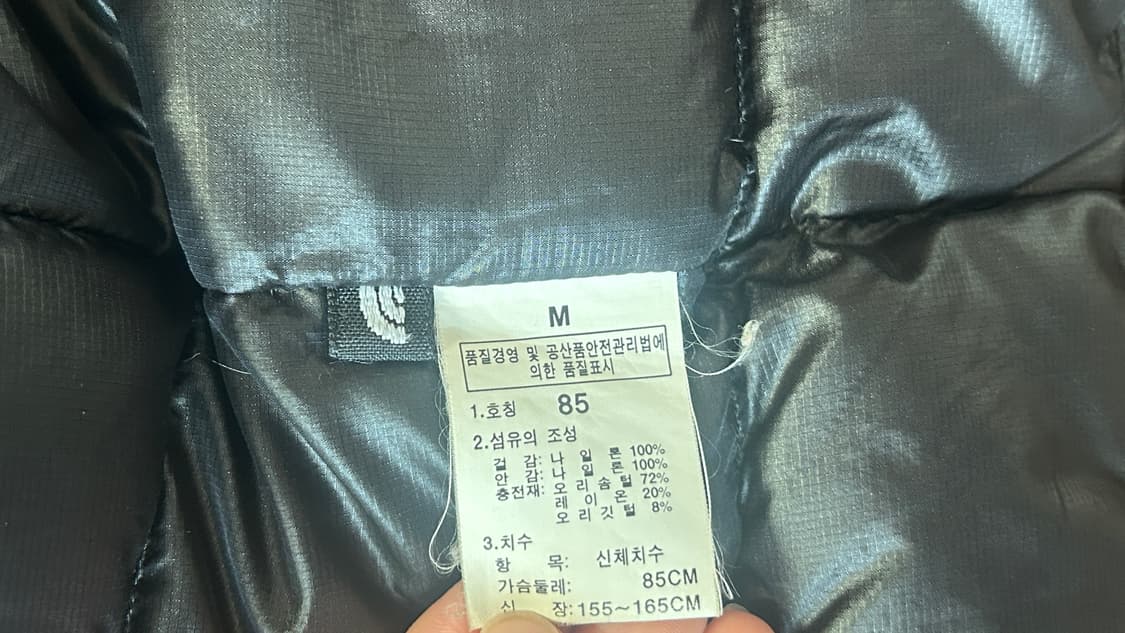 M
품질경영 및 공산품안전관리법에
의한 품질표시
1.호칭 85
2.섬유의 조성
겉 감: 나 일 론 100%
안 감: 나 일 론 100%
충전재: 오 리 솜 털 72%
레 이 온 20%
오 리 깃 털 8%
3.치수
항 목: 신체치수
가슴둘레: 85CM
신 장: 155~165CM